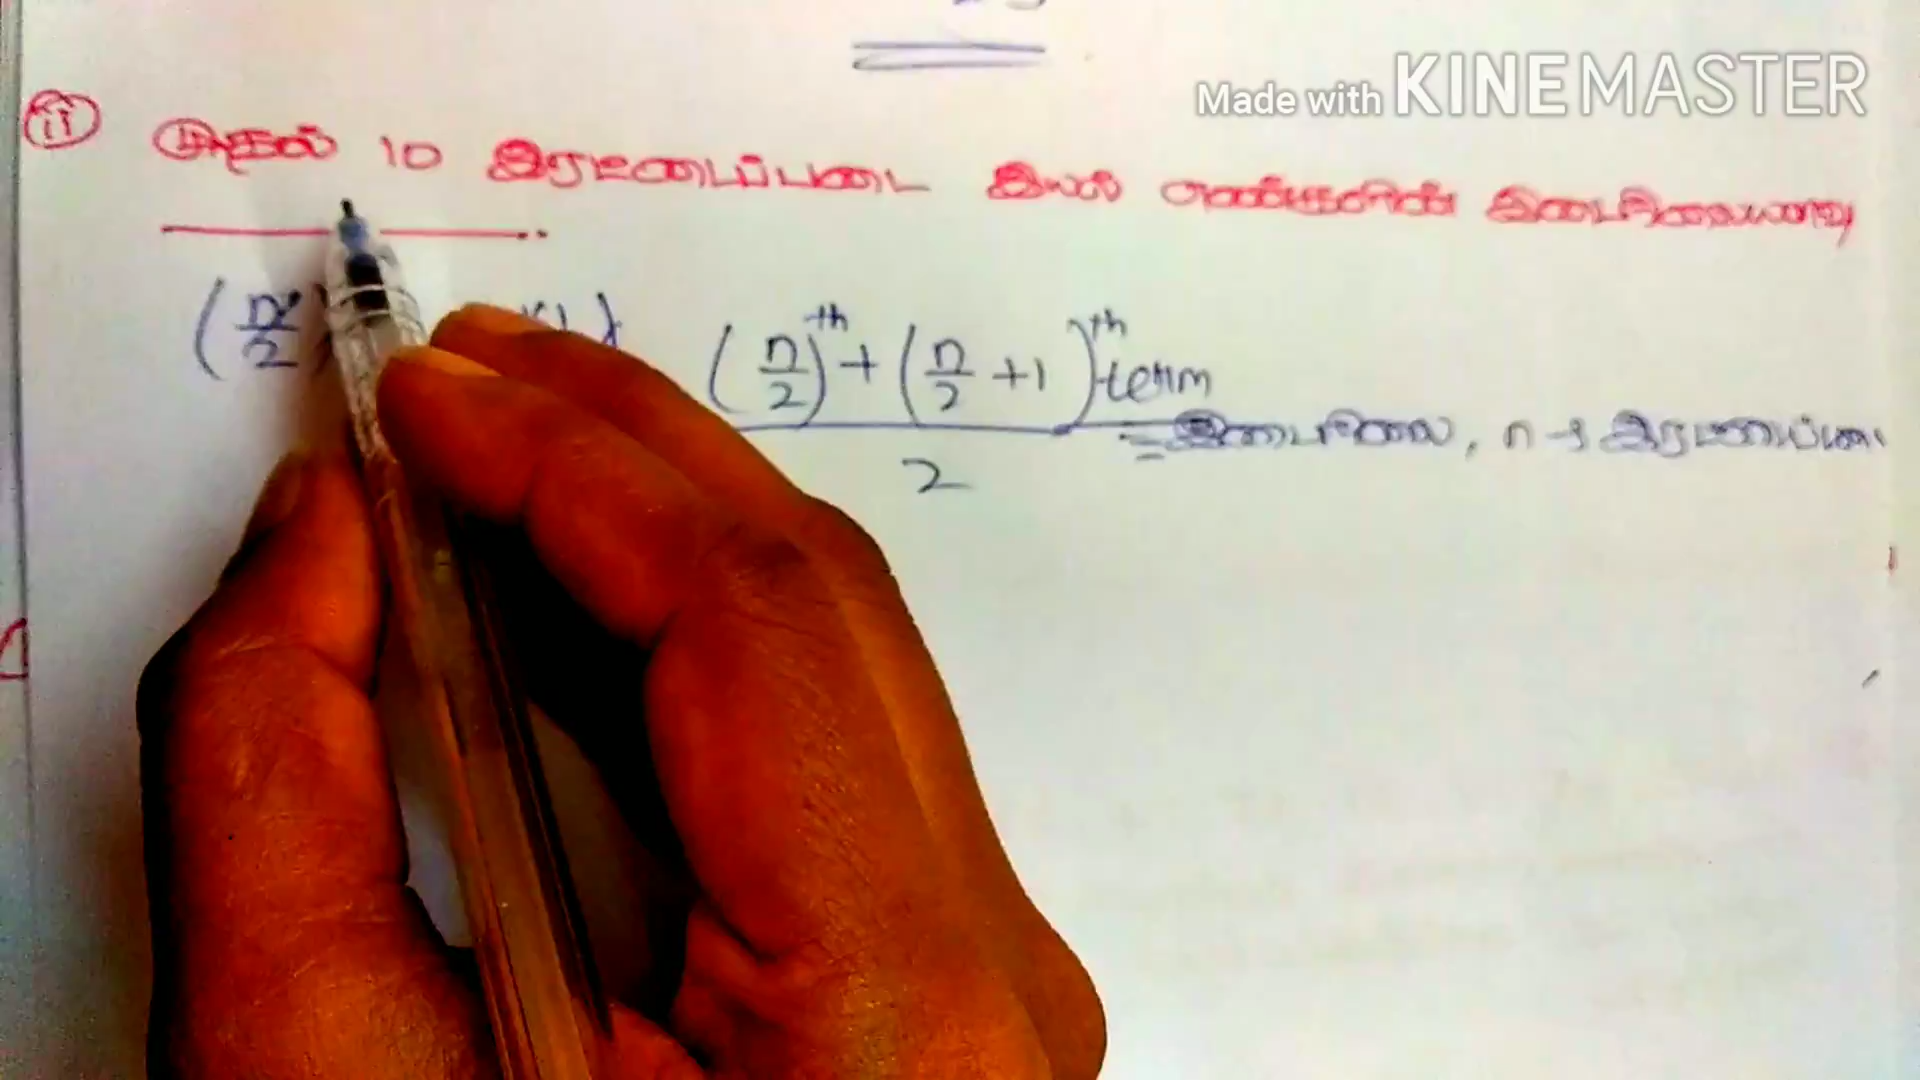 Made with KINEMASTER
ii முதல் 10 இரட்டைப்படை இயல் எண்களின் இடைநிலையளவு
(n/2) (n/2)^th + (n/2 + 1)^th term
2
= இடைநிலை, n → இரட்டைப்படை